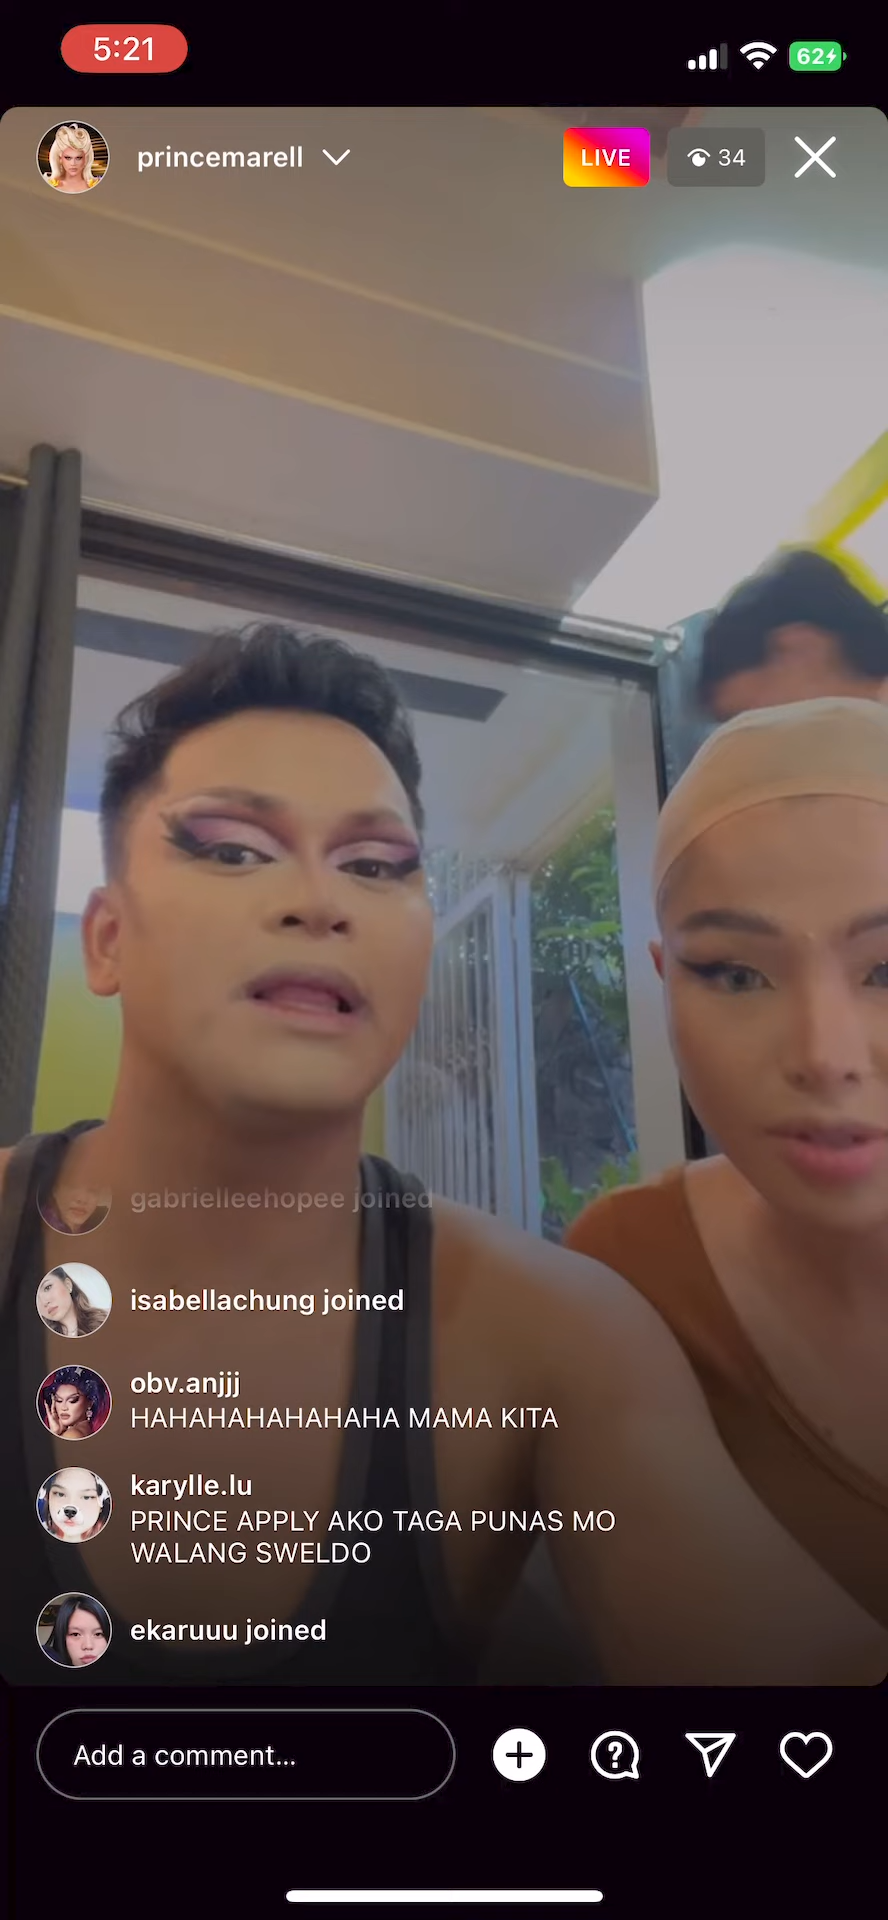 5:21
62
princemarell
LIVE
34
gabrielleehopee joined
isabellachung joined
obv.anjjj
HAHAHAHAHAHAHA MAMA KITA
karylle.lu
PRINCE APPLY AKO TAGA PUNAS MO
WALANG SWELDO
ekaruuu joined
Add a comment...